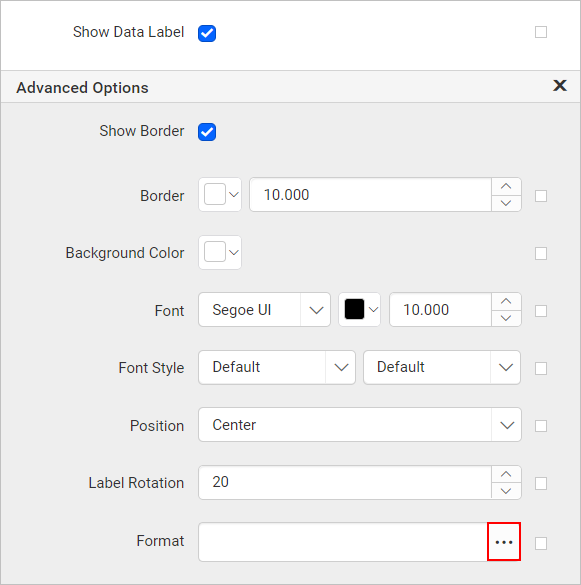 Show Data Label
Advanced Options
Show Border
Border 10.000
Background Color
Font Segoe UI 10.000
Font Style Default Default
Position Center
Label Rotation 20
Format ...